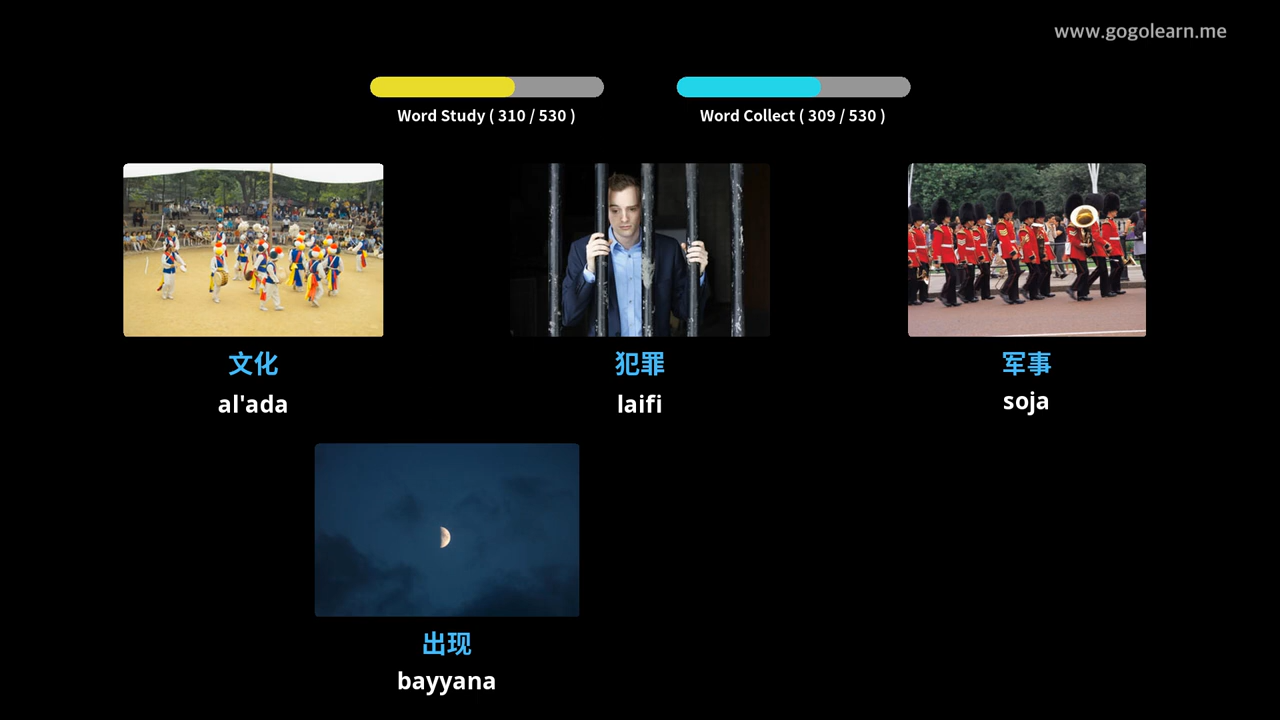 www.gogolearn.me
Word Study ( 310 / 530 )
Word Collect ( 309 / 530 )
文化
al'ada
犯罪
laifi
军事
soja
出现
bayyana